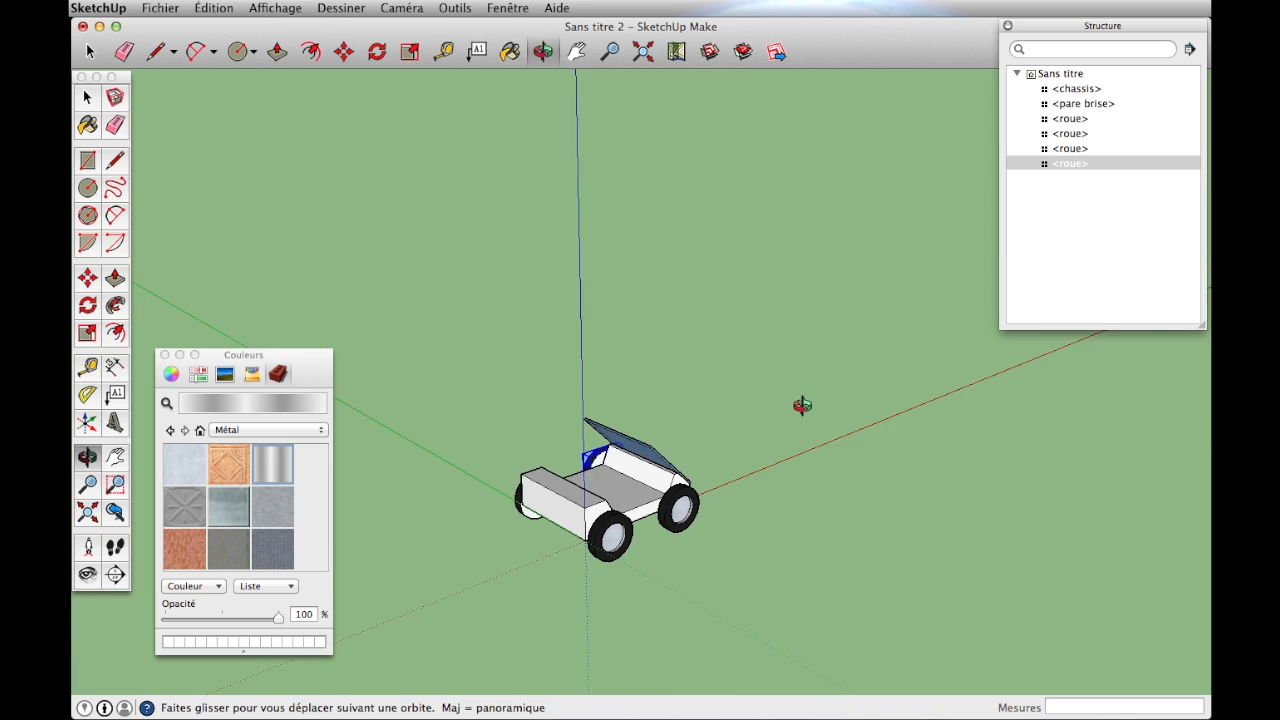 SketchUp Fichier Édition Affichage Dessiner Caméra Outils Fenêtre Aide
Sans titre 2 - SketchUp Make
Structure
A1
Sans titre
<chassis>
<pare brise>
<roue>
<roue>
<roue>
<roue>
Couleurs
A1
Métal
Couleur Liste
Opacité
100 %
Faites glisser pour vous déplacer suivant une orbite. Maj = panoramique
Mesures